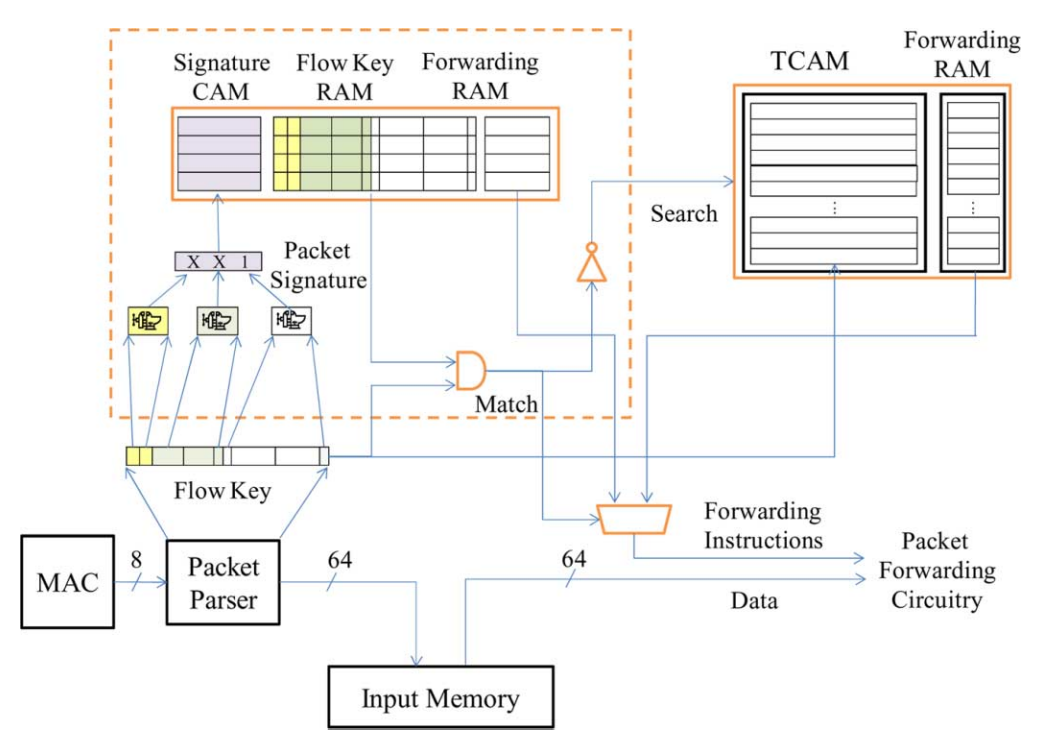 Signature
CAM
Flow Key
RAM
Forwarding
RAM
TCAM
Forwarding
RAM
Search
X X 1
Packet
Signature
Match
Flow Key
MAC
8
Packet
Parser
64
Input Memory
64
Data
Forwarding
Instructions
Packet
Forwarding
Circuitry